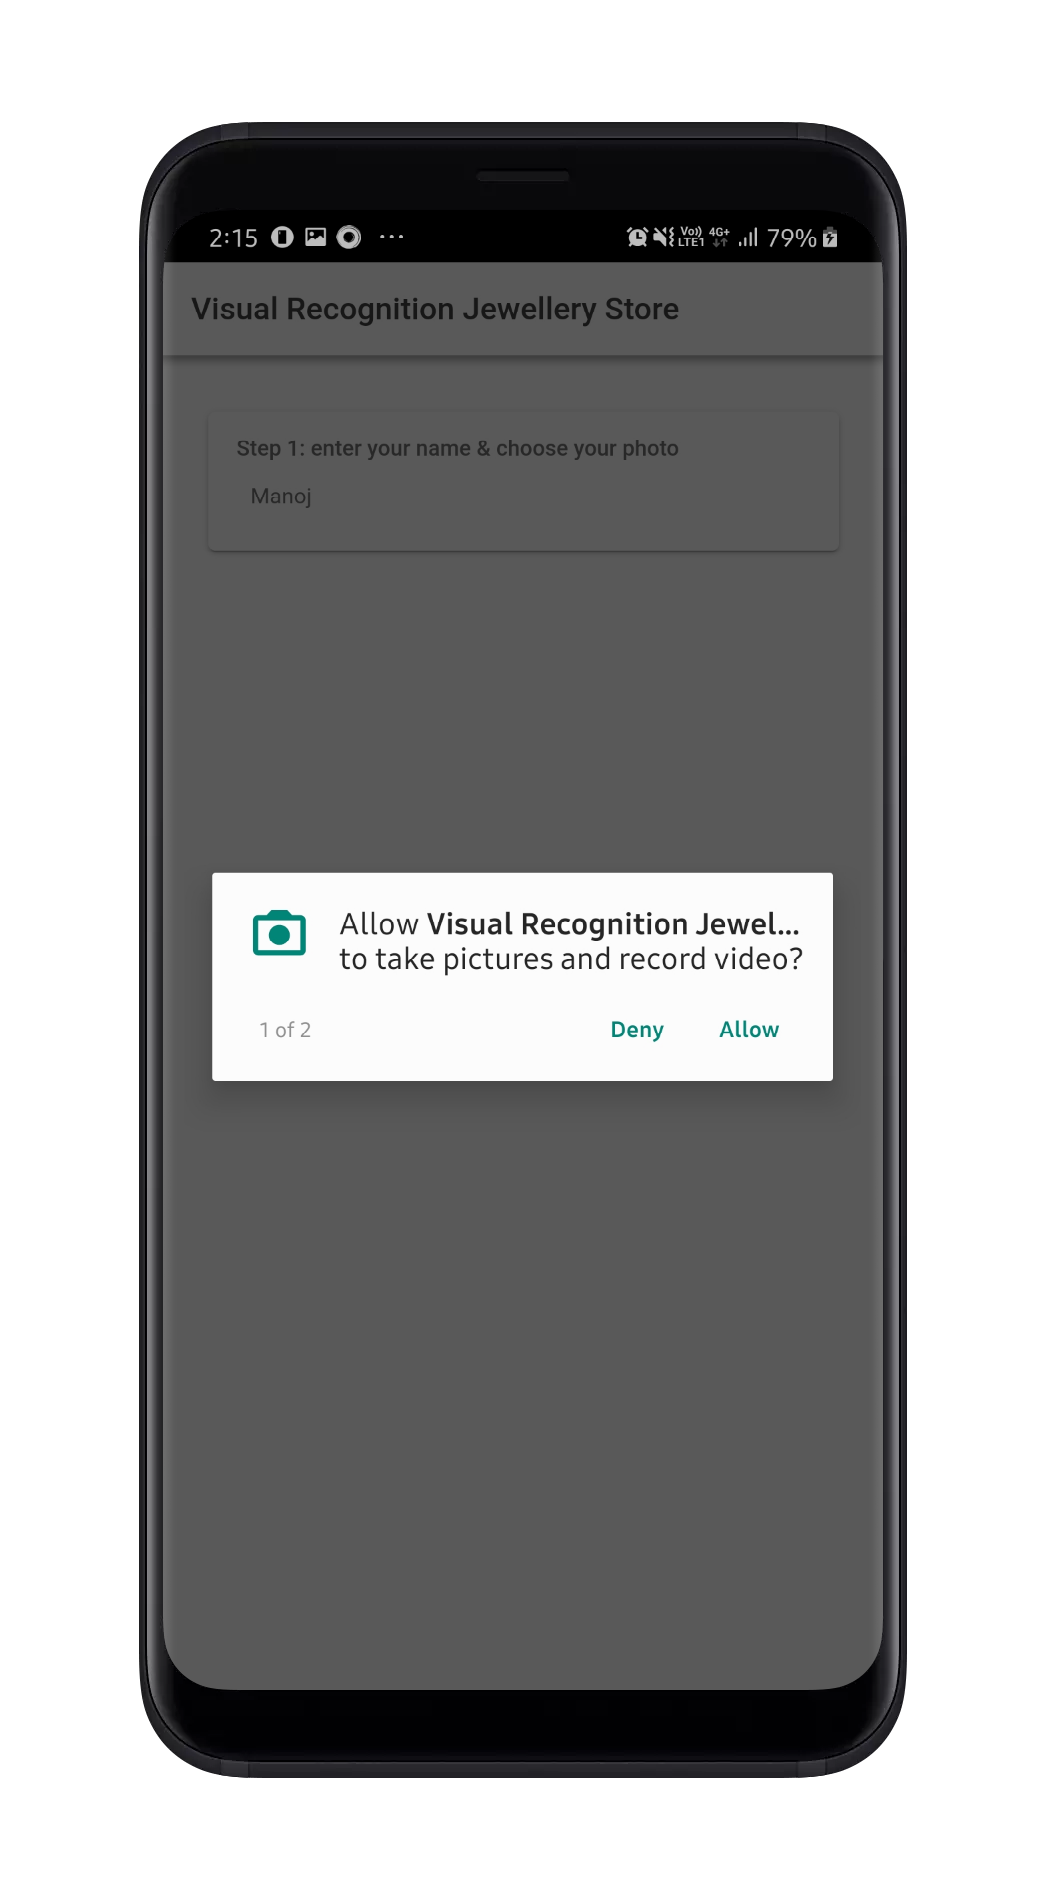 2:15 Vo)) LTE1 4G+ 79%
Visual Recognition Jewellery Store
Step 1: enter your name & choose your photo
Manoj
Allow Visual Recognition Jewel...
to take pictures and record video?
1 of 2 Deny Allow